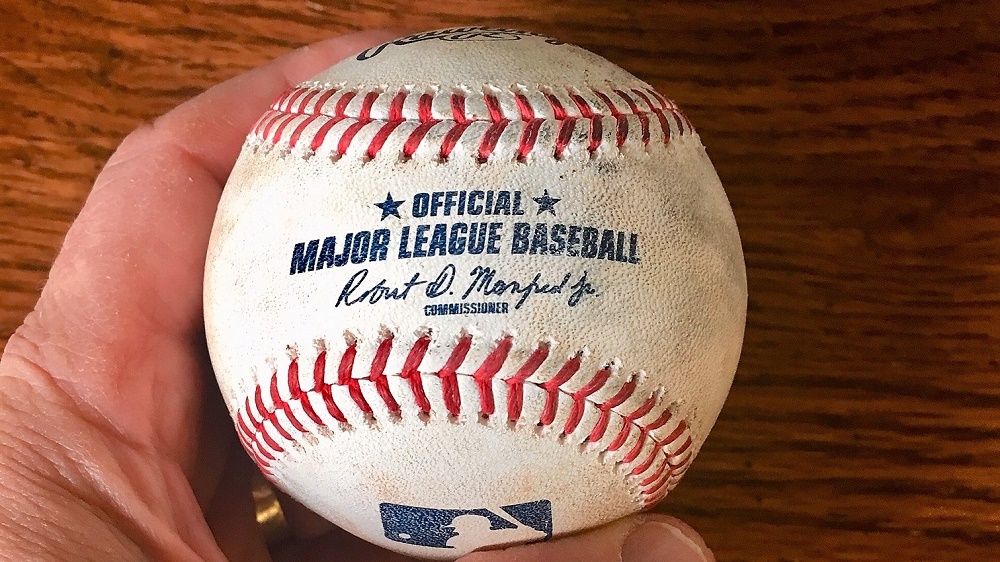 ★ OFFICIAL ★
MAJOR LEAGUE BASEBALL
Robert D. Manfred Jr.
COMMISSIONER